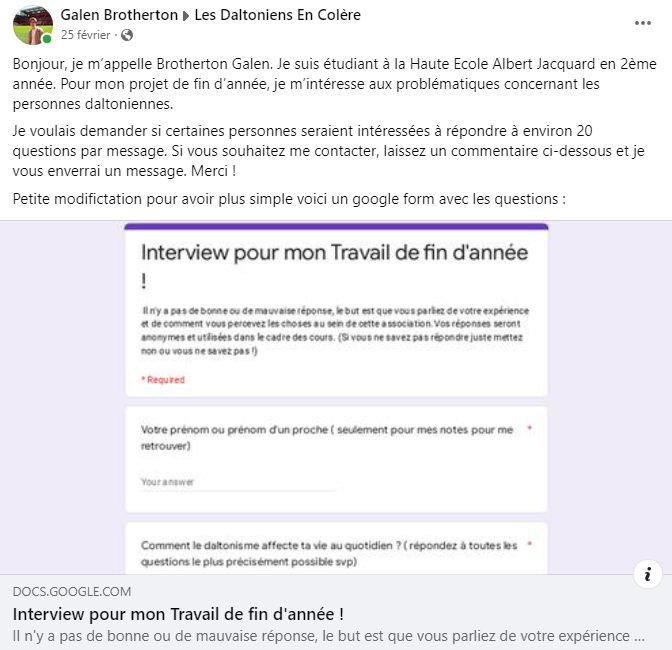 Galen Brotherton ▸ Les Daltoniens En Colère
25 février ·
Bonjour, je m'appelle Brotherton Galen. Je suis étudiant à la Haute Ecole Albert Jacquard en 2ème
année. Pour mon projet de fin d'année, je m'intéresse aux problématiques concernant les
personnes daltoniennes.
Je voulais demander si certaines personnes seraient intéressées à répondre à environ 20
questions par message. Si vous souhaitez me contacter, laissez un commentaire ci-dessous et je
vous enverrai un message. Merci !
Petite modifictation pour avoir plus simple voici un google form avec les questions :
Interview pour mon Travail de fin d'année
!
Il n'y a pas de bonne ou de mauvaise réponse, le but est que vous parliez de votre expérience
et de comment vous percevez les choses au sein de cette association. Vos réponses seront
anonymes et utilisées dans le cadre des cours. (Si vous ne savez pas répondre juste mettez
non ou vous ne savez pas !)
* Required
Votre prénom ou prénom d'un proche ( seulement pour mes notes pour me *
retrouver)
Your answer
Comment le daltonisme affecte ta vie au quotidien ? ( répondez à toutes les *
questions le plus précisément possible svp)
DOCS.GOOGLE.COM
Interview pour mon Travail de fin d'année !
Il n'y a pas de bonne ou de mauvaise réponse, le but est que vous parliez de votre expérience ...